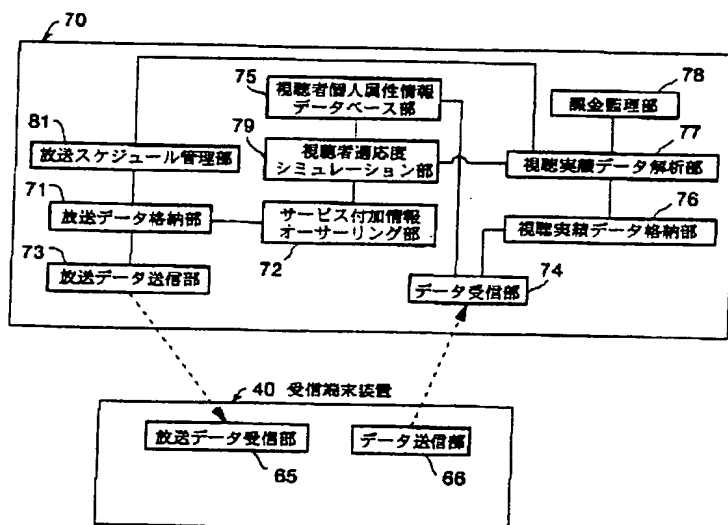 70
75
視聴者個人属性情報
データベース部
78
課金監理部
81
放送スケジュール管理部
79
視聴者適応度
シミュレーション部
77
視聴実績データ解析部
71
放送データ格納部
サービス付加情報
オーサーリング部
72
76
視聴実績データ格納部
73
放送データ送信部
データ受信部
74
40 受信端末装置
放送データ受信部
65
データ送信部
66